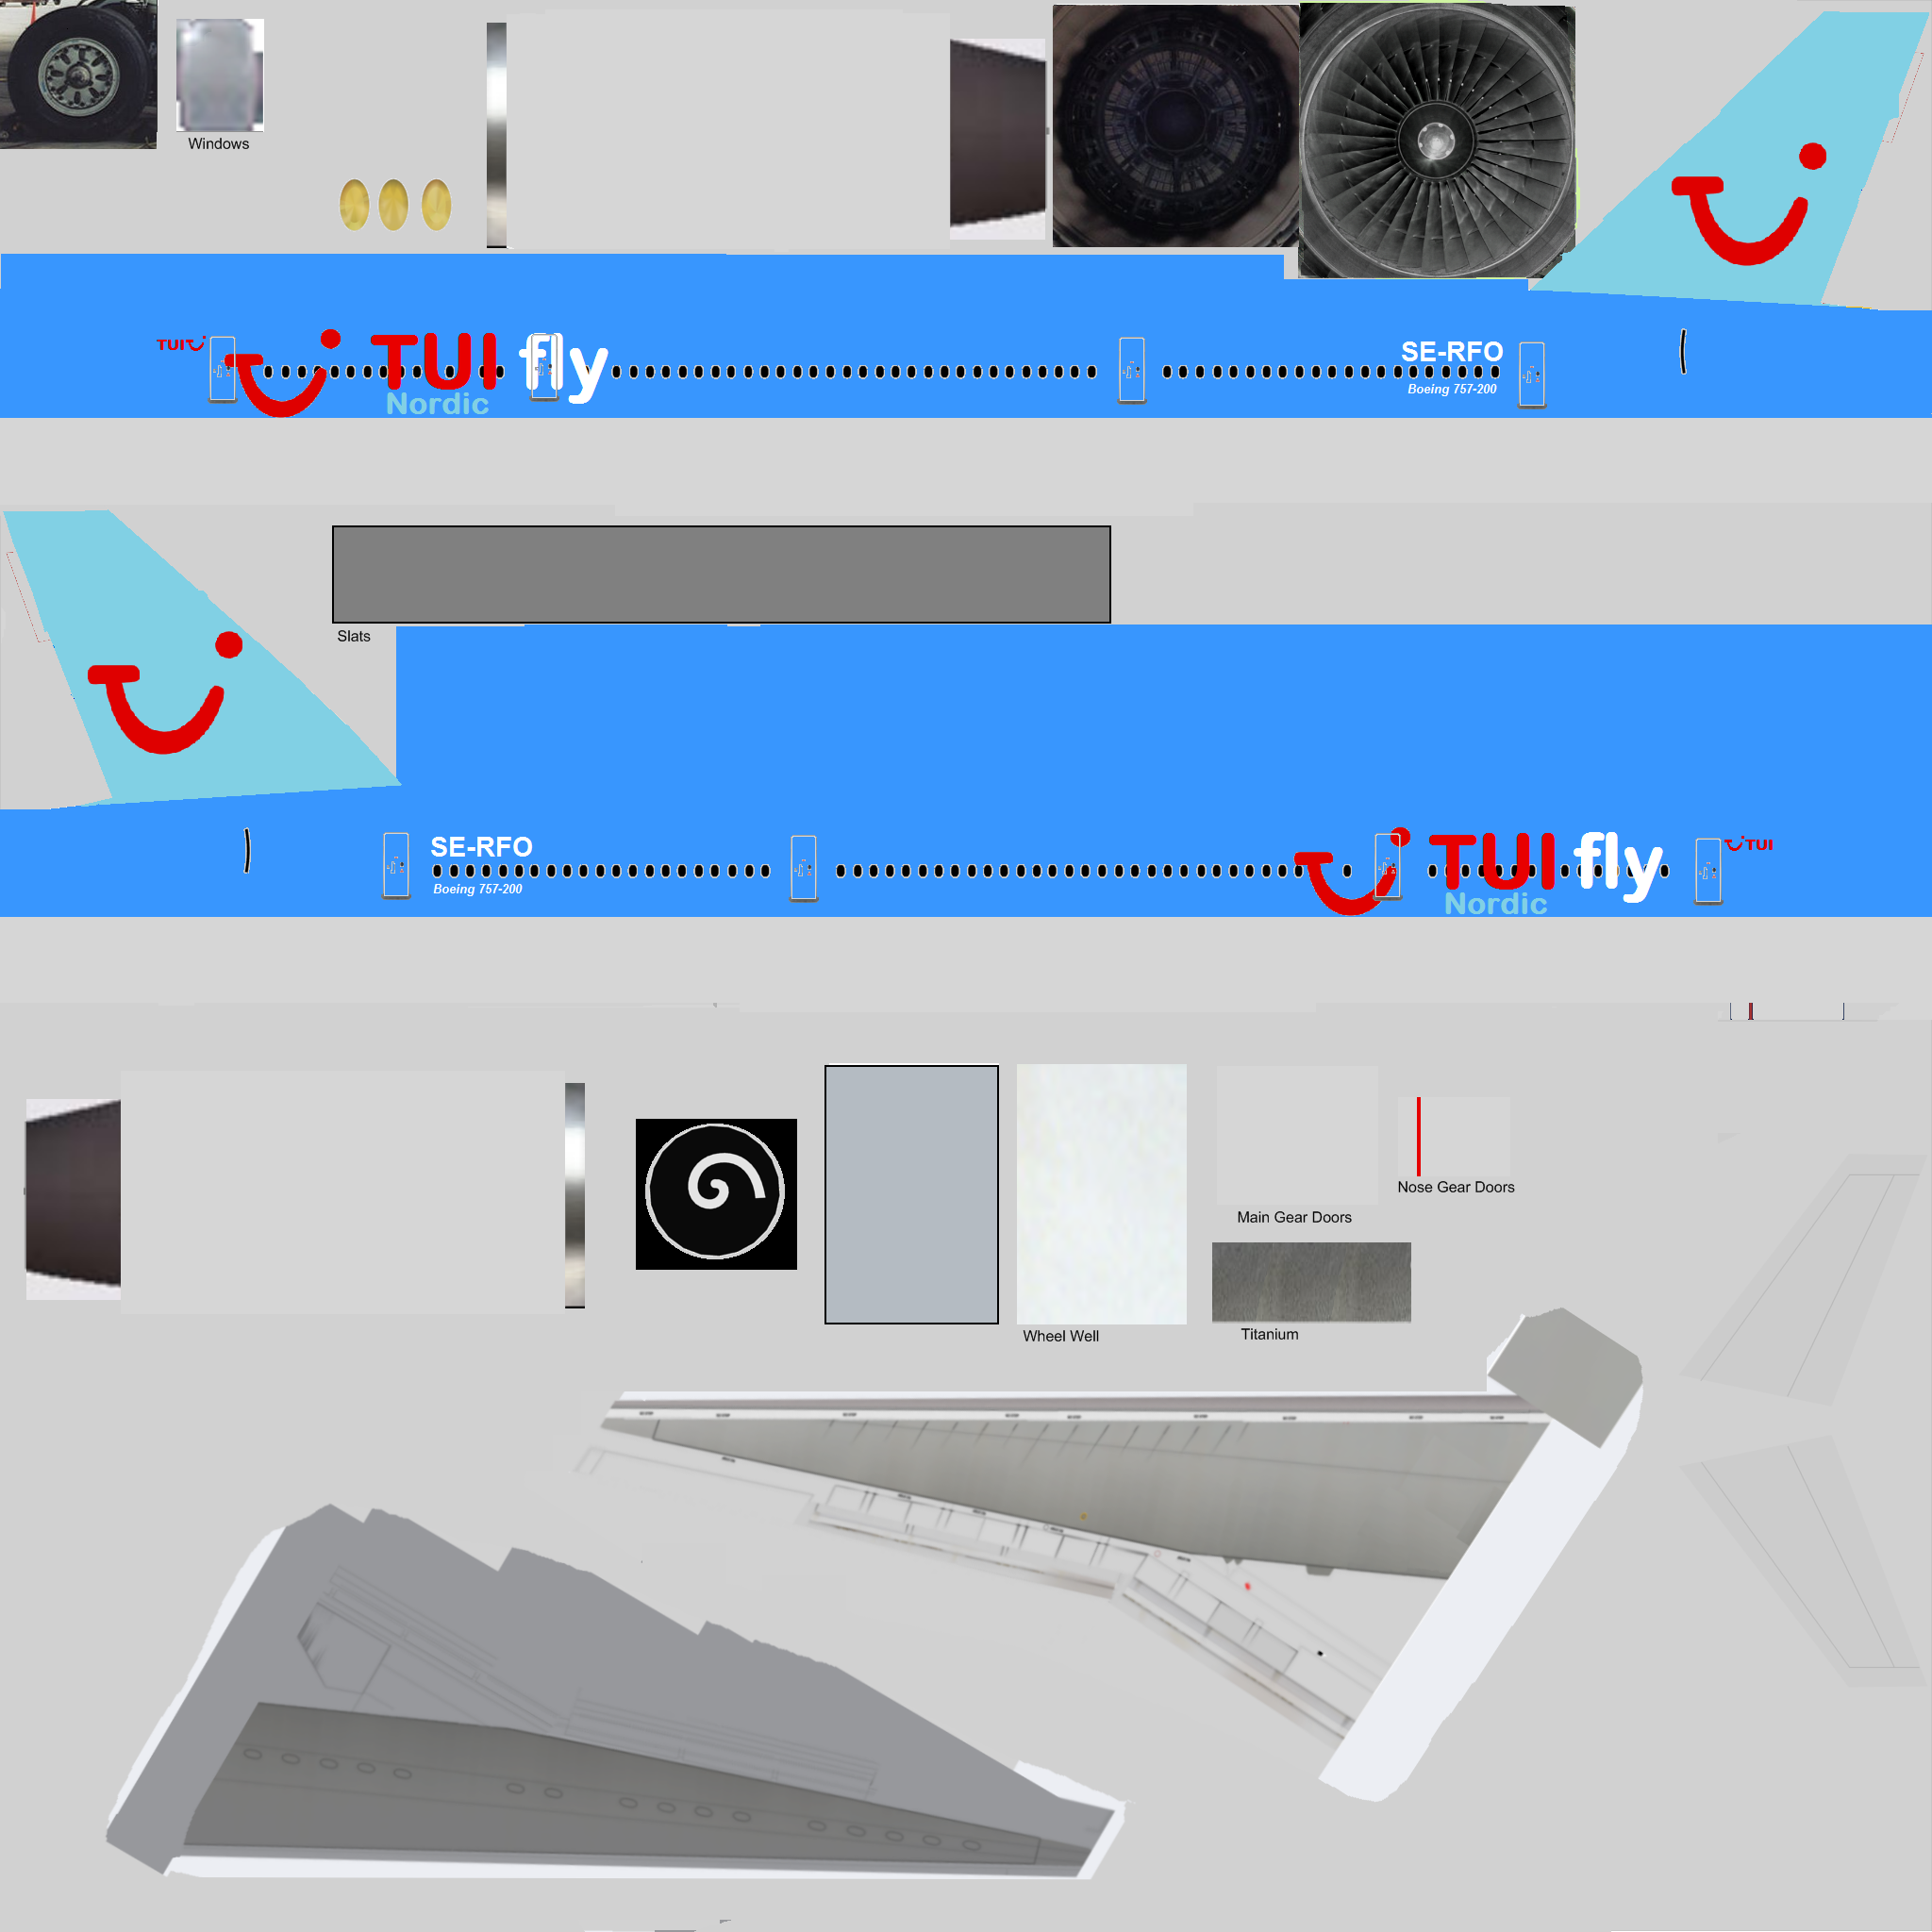 Windows
TUI
TUI fly
Nordic
SE-RFO
Boeing 757-200
Slats
SE-RFO
Boeing 757-200
TUI fly
Nordic
TUI
Nose Gear Doors
Main Gear Doors
Wheel Well
Titanium